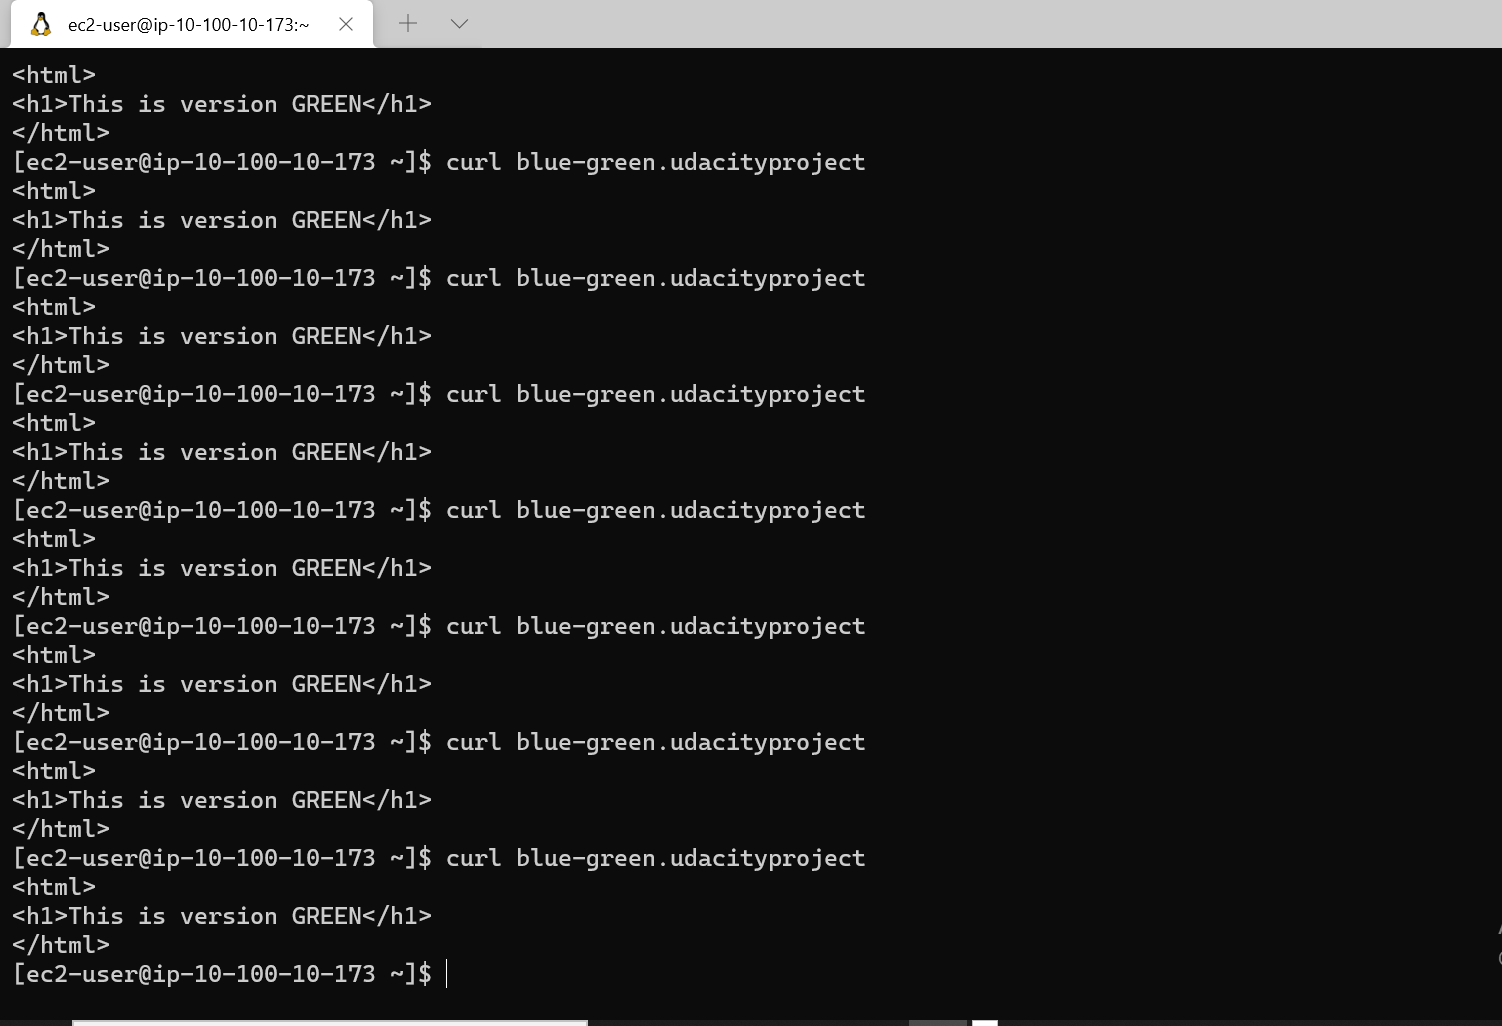 ec2-user@ip-10-100-10-173:~
<html>
<h1>This is version GREEN</h1>
</html>
[ec2-user@ip-10-100-10-173 ~]$ curl blue-green.udacityproject
<html>
<h1>This is version GREEN</h1>
</html>
[ec2-user@ip-10-100-10-173 ~]$ curl blue-green.udacityproject
<html>
<h1>This is version GREEN</h1>
</html>
[ec2-user@ip-10-100-10-173 ~]$ curl blue-green.udacityproject
<html>
<h1>This is version GREEN</h1>
</html>
[ec2-user@ip-10-100-10-173 ~]$ curl blue-green.udacityproject
<html>
<h1>This is version GREEN</h1>
</html>
[ec2-user@ip-10-100-10-173 ~]$ curl blue-green.udacityproject
<html>
<h1>This is version GREEN</h1>
</html>
[ec2-user@ip-10-100-10-173 ~]$ curl blue-green.udacityproject
<html>
<h1>This is version GREEN</h1>
</html>
[ec2-user@ip-10-100-10-173 ~]$ curl blue-green.udacityproject
<html>
<h1>This is version GREEN</h1>
</html>
[ec2-user@ip-10-100-10-173 ~]$